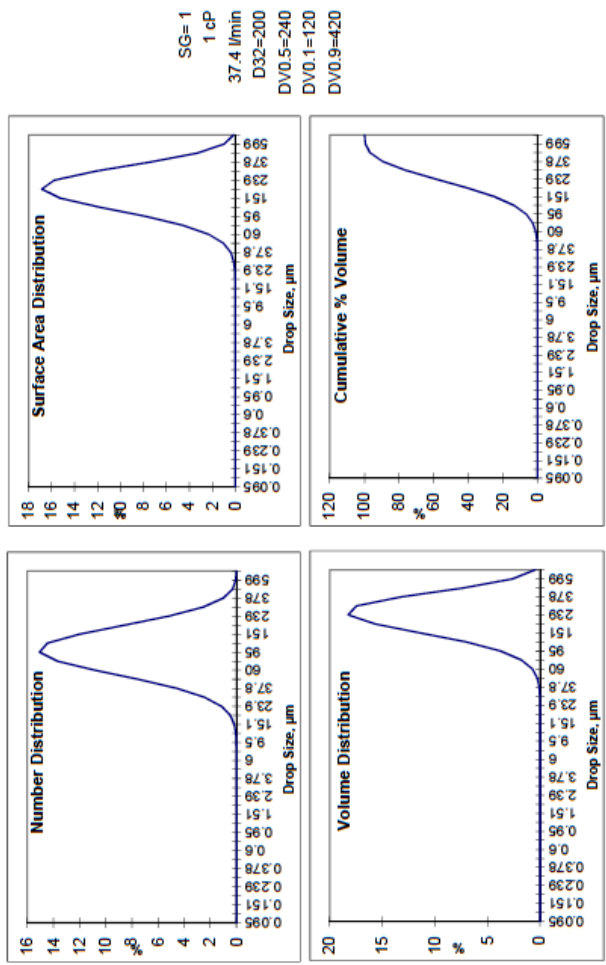 Number Distribution
%
16
14
12
10
8
6
4
2
0
0.095 0.151 0.239 0.378 0.6 0.95 1.51 2.39 3.78 6 9.5 15.1 23.9 37.8 60 95 151 239 378 599
Drop Size, µm
Surface Area Distribution
%
18
16
14
12
10
8
6
4
2
0
0.095 0.151 0.239 0.378 0.6 0.95 1.51 2.39 3.78 6 9.5 15.1 23.9 37.8 60 95 151 239 378 599
Drop Size, µm
SG= 1
1 cP
37.4 l/min
D32=200
DV0.5=240
DV0.1=120
DV0.9=420
Volume Distribution
%
20
15
10
5
0
0.095 0.151 0.239 0.378 0.6 0.95 1.51 2.39 3.78 6 9.5 15.1 23.9 37.8 60 95 151 239 378 599
Drop Size, µm
Cumulative % Volume
%
120
100
80
60
40
20
0
0.095 0.151 0.239 0.378 0.6 0.95 1.51 2.39 3.78 6 9.5 15.1 23.9 37.8 60 95 151 239 378 599
Drop Size, µm